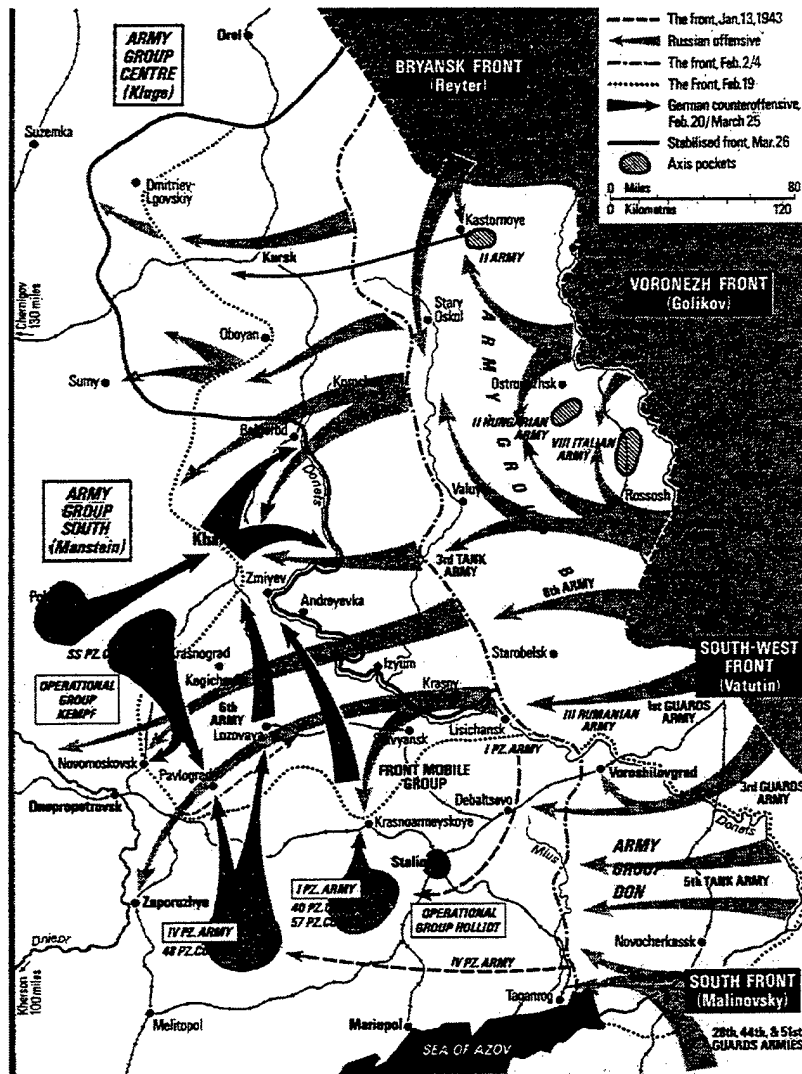 The front, Jan. 13, 1943
Russian offensive
The front, Feb. 2/4
The Front, Feb. 19
German counteroffensive,
Feb. 20/March 25
Stabilised front, Mar. 26
Axis pockets
0 Miles 80
0 Kilometres 120
ARMY
GROUP
CENTRE
(Kluge)
Orel
BRYANSK FRONT
(Reyter)
Suzemka
Dmitriev-
Lgovskiy
Kastornoye
II ARMY
Kursk
VORONEZH FRONT
(Golikov)
Chernigov
130 miles
Stary
Oskol
Oboyan
Sumy
II HUNGARIAN
ARMY
VIII ITALIAN
ARMY
ARMY GROUP
B
Rossosh
Donets
ARMY
GROUP
SOUTH
(Manstein)
3rd TANK
ARMY
Zmiyev
Andreyevka
6th ARMY
SS PZ.
Izyum
Starobelsk
SOUTH-WEST
FRONT
(Vatutin)
OPERATIONAL
GROUP
KEMPF
6th
ARMY
Lozovaya
Krasny
Lisichansk
III RUMANIAN
ARMY
1st GUARDS
ARMY
I PZ. ARMY
Novomoskovsk
Pavlograd
FRONT MOBILE
GROUP
Voroshilovgrad
3rd GUARDS
ARMY
Dnepropetrovsk
Debaltsevo
Donets
Krasnoarmeyskoye
Mius
ARMY
GROUP
DON
5th TANK ARMY
Zaporozhye
I PZ. ARMY
40 PZ.
57 PZ.
OPERATIONAL
GROUP HOLLIDT
IV PZ. ARMY
48 PZ.
Novocherkassk
Dniepr
IV PZ. ARMY
Kherson
100 miles
Taganrog
SOUTH FRONT
(Malinovsky)
Melitopol
Mariupol
SEA OF AZOV
28th, 44th, & 51st
GUARDS ARMIES